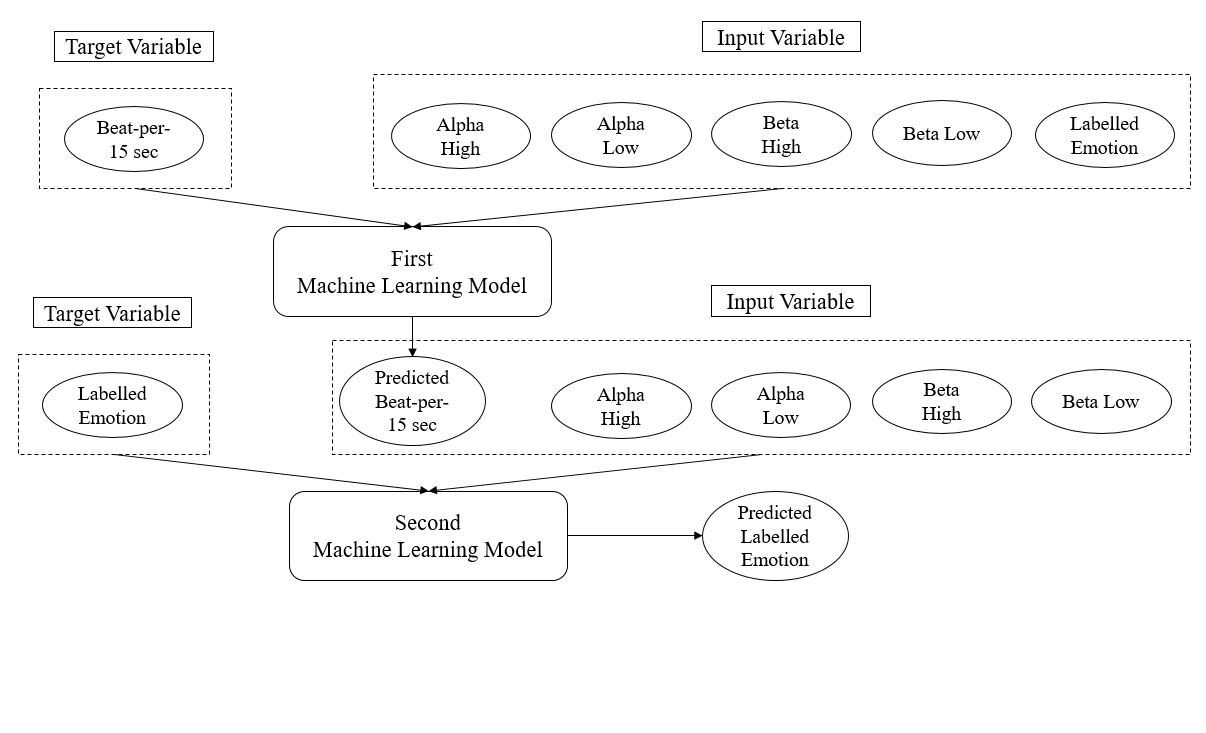 Target Variable
Input Variable
Beat-per-
15 sec
Alpha
High
Alpha
Low
Beta
High
Beta Low
Labelled
Emotion
First
Machine Learning Model
Target Variable
Input Variable
Labelled
Emotion
Predicted
Beat-per-
15 sec
Alpha
High
Alpha
Low
Beta
High
Beta Low
Second
Machine Learning Model
Predicted
Labelled
Emotion